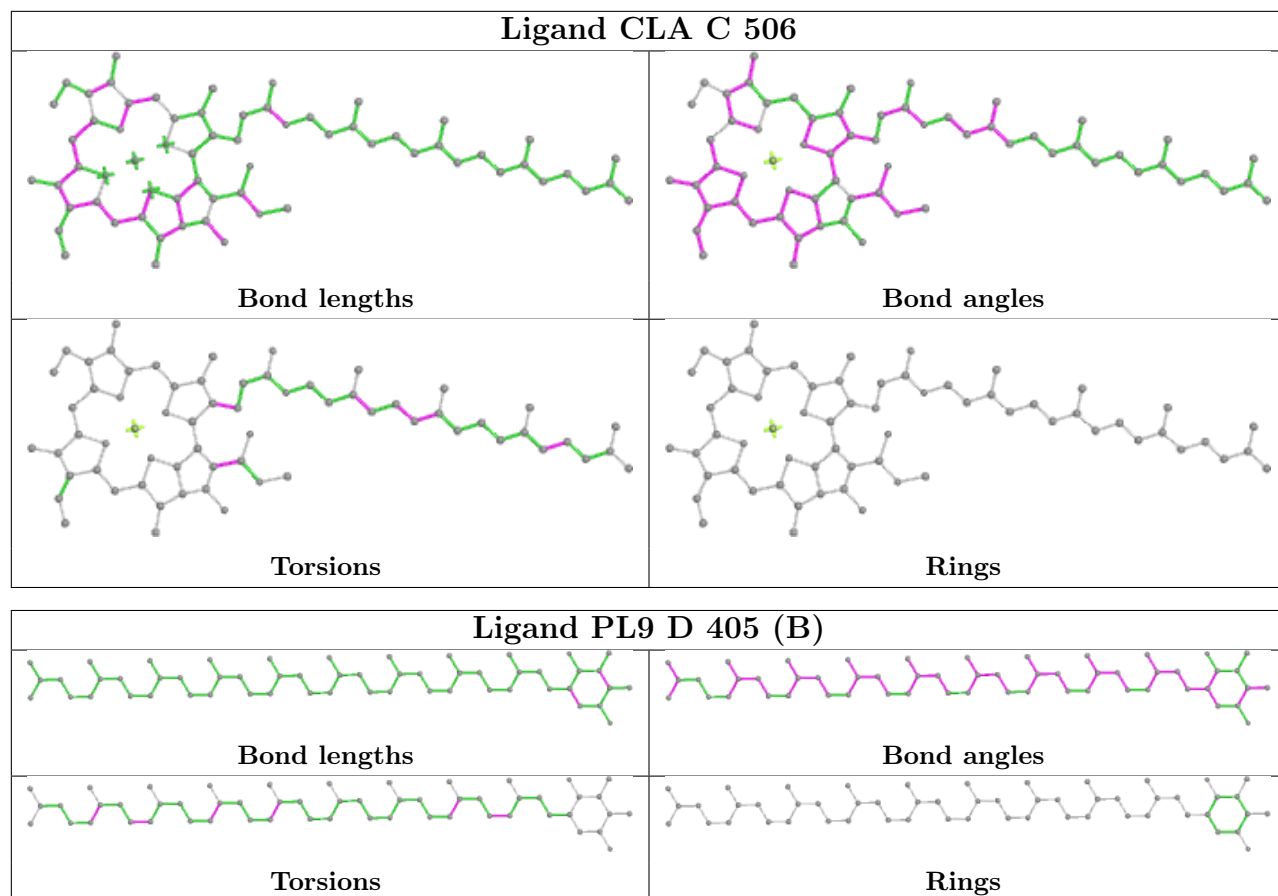 Ligand CLA C 506
Bond lengths
Bond angles
Torsions
Rings
Ligand PL9 D 405 (B)
Bond lengths
Bond angles
Torsions
Rings